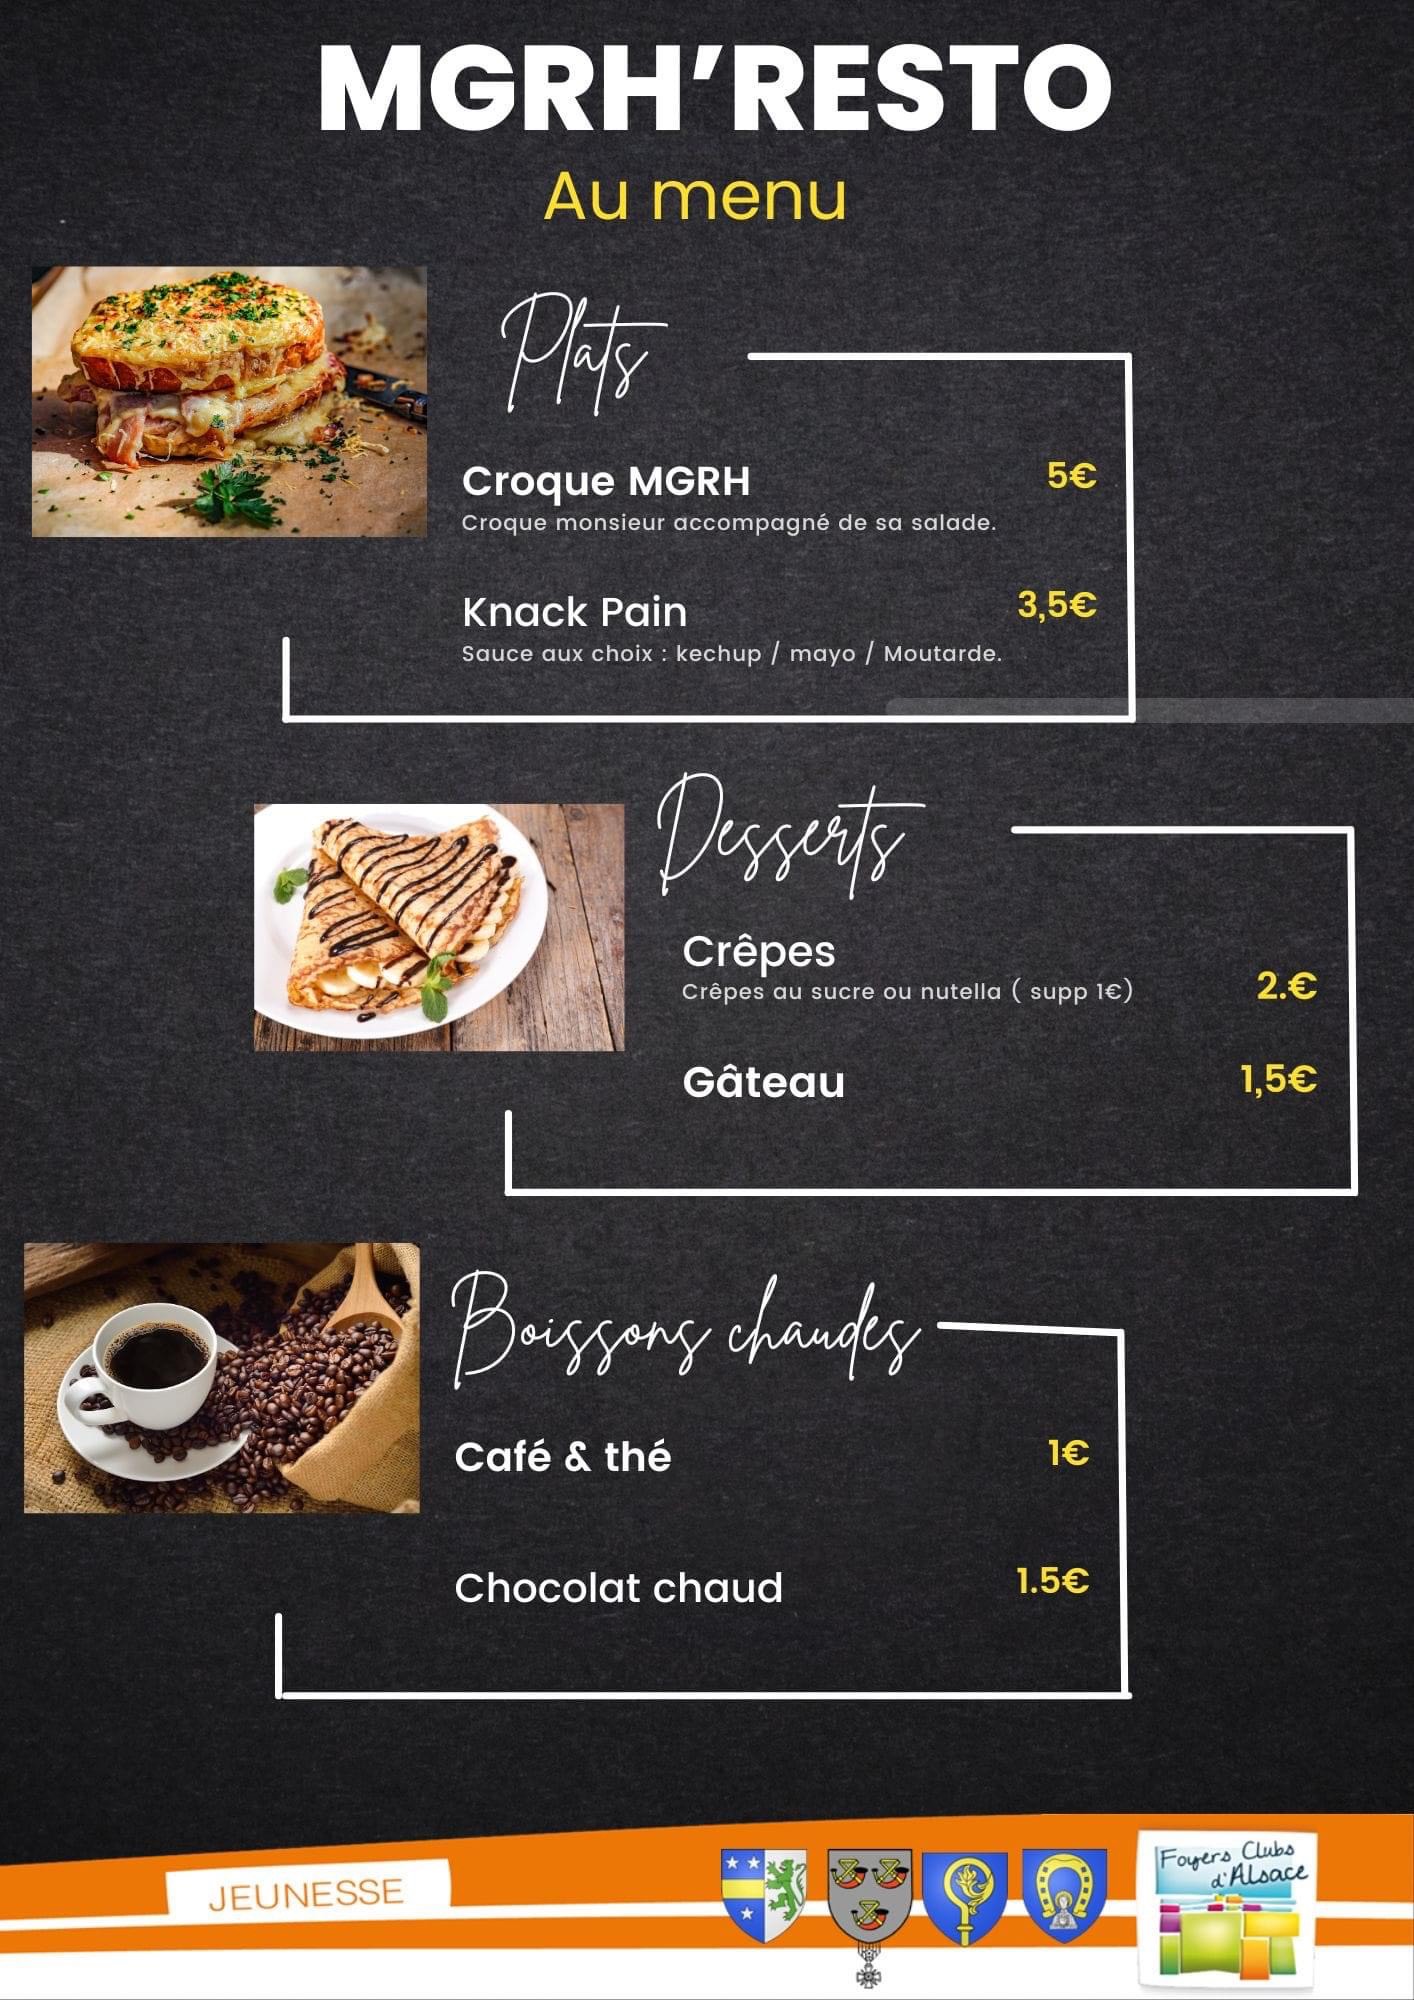 MGRH’RESTO
Au menu
Plats
Croque MGRH 5€
Croque monsieur accompagné de sa salade.
Knack Pain 3,5€
Sauce aux choix : kechup / mayo / Moutarde.
Desserts
Crêpes
Crêpes au sucre ou nutella ( supp 1€) 2.€
Gâteau 1,5€
Boissons chaudes
Café & thé 1€
Chocolat chaud 1.5€
JEUNESSE
Foyers Clubs
d'Alsace